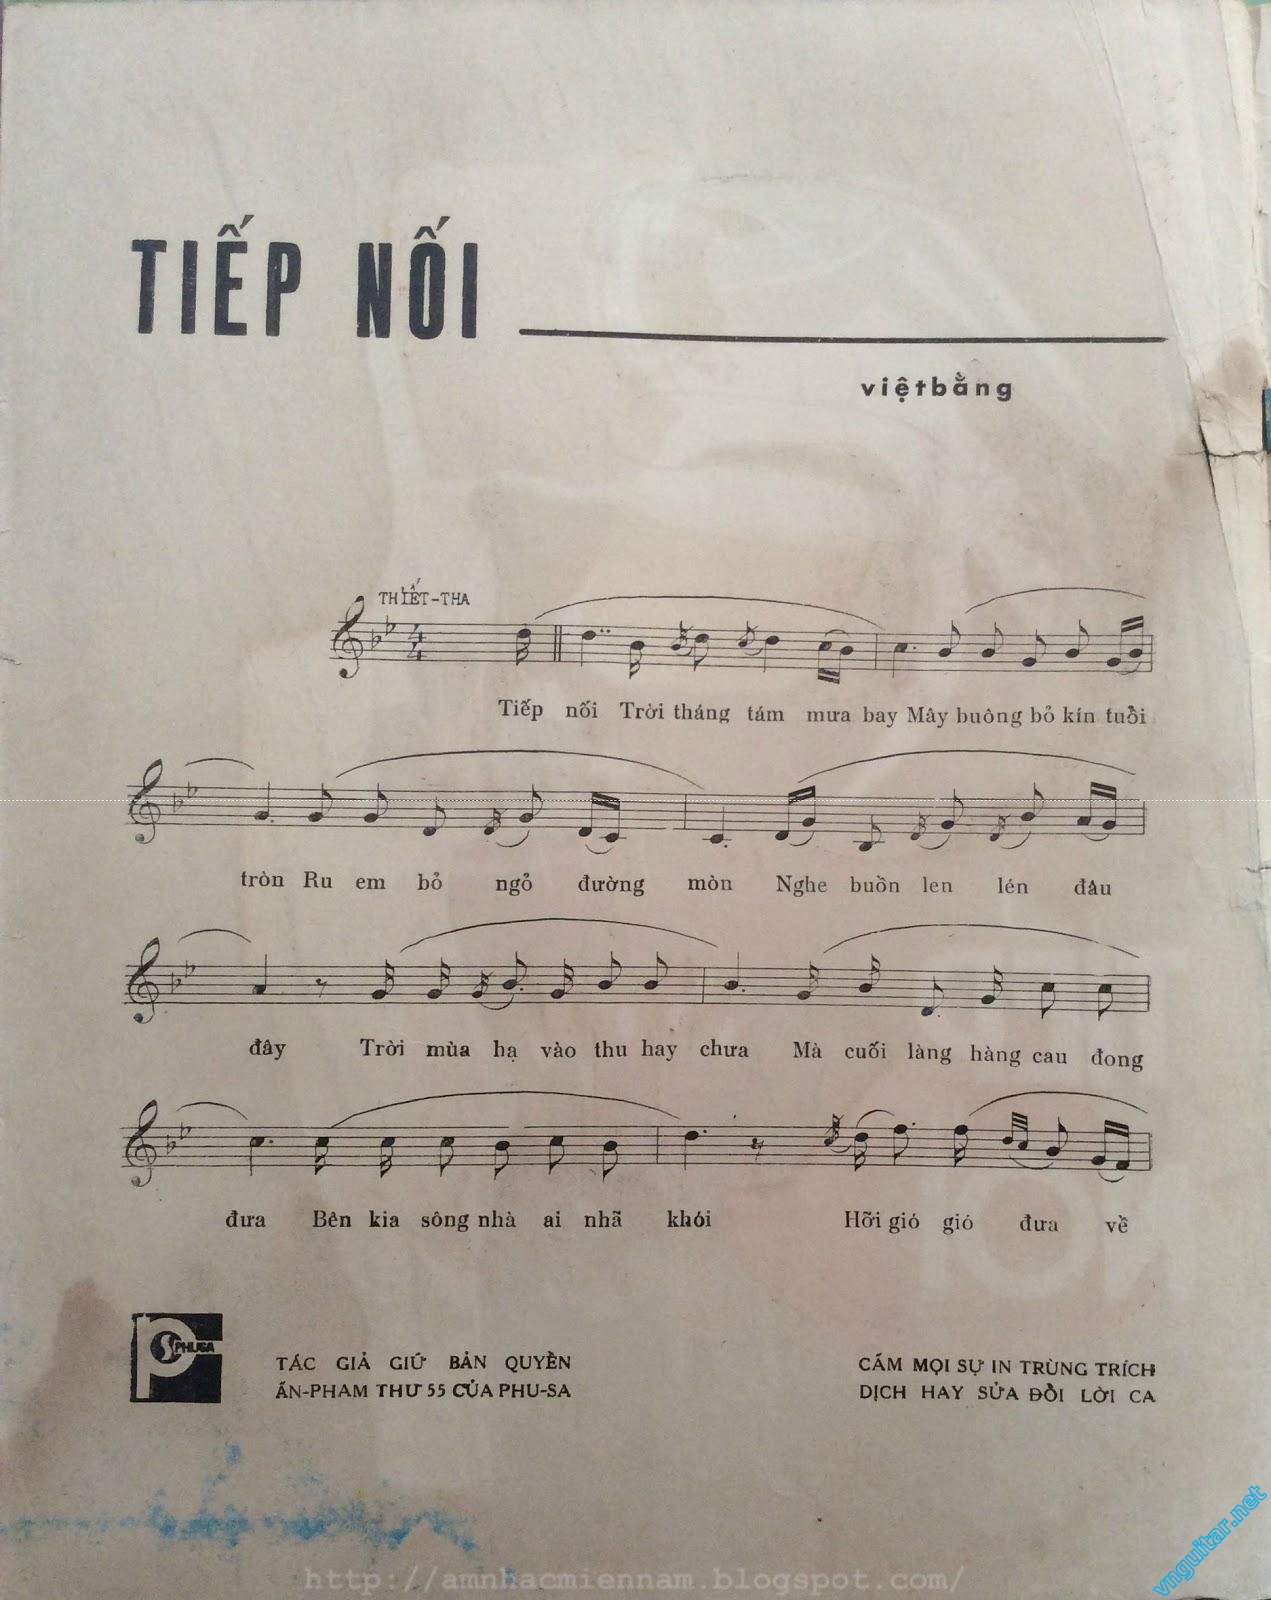 TIẾP NỐI
việtbằng
THIẾT-THA
Tiếp nối Trời tháng tám mưa bay Mây buông bỏ kín tuổi
tròn Ru em bỏ ngỏ đường mòn Nghe buồn len lén đâu
đây Trời mùa hạ vào thu hay chưa Mà cuối làng hàng cau đong
đưa Bên kia sông nhà ai nhã khói Hỡi gió gió đưa về
PHUSA
TÁC GIẢ GIỮ BẢN QUYỀN
ẤN-PHAM THƯ 55 CỦA PHU-SA
CẤM MỌI SỰ IN TRÙNG TRÍCH
DỊCH HAY SỬA ĐỔI LỜI CA
http://amnhacmiennam.blogspot.com/
vnguitar.net